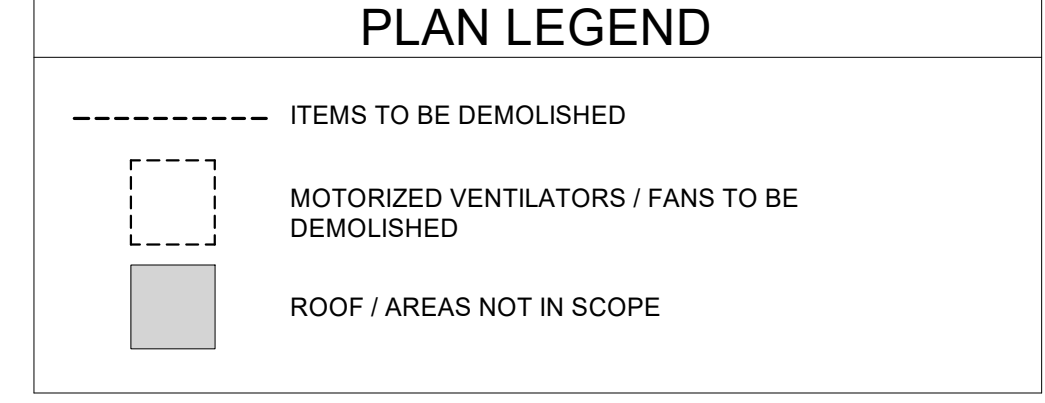 PLAN LEGEND
ITEMS TO BE DEMOLISHED
MOTORIZED VENTILATORS / FANS TO BE
DEMOLISHED
ROOF / AREAS NOT IN SCOPE